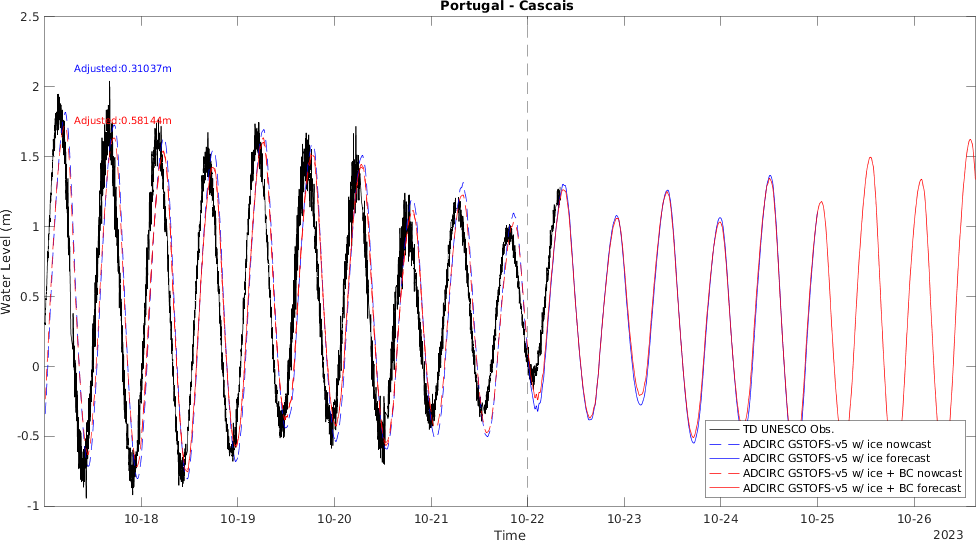 Portugal - Cascais
2.5
2
1.5
1
0.5
0
-0.5
-1
Water Level (m)
Adjusted:0.31037m
Adjusted:0.58144m
TD UNESCO Obs.
ADCIRC GSTOFS-v5 w/ ice nowcast
ADCIRC GSTOFS-v5 w/ ice forecast
ADCIRC GSTOFS-v5 w/ ice + BC nowcast
ADCIRC GSTOFS-v5 w/ ice + BC forecast
10-18 10-19 10-20 10-21 10-22 10-23 10-24 10-25 10-26
Time
2023